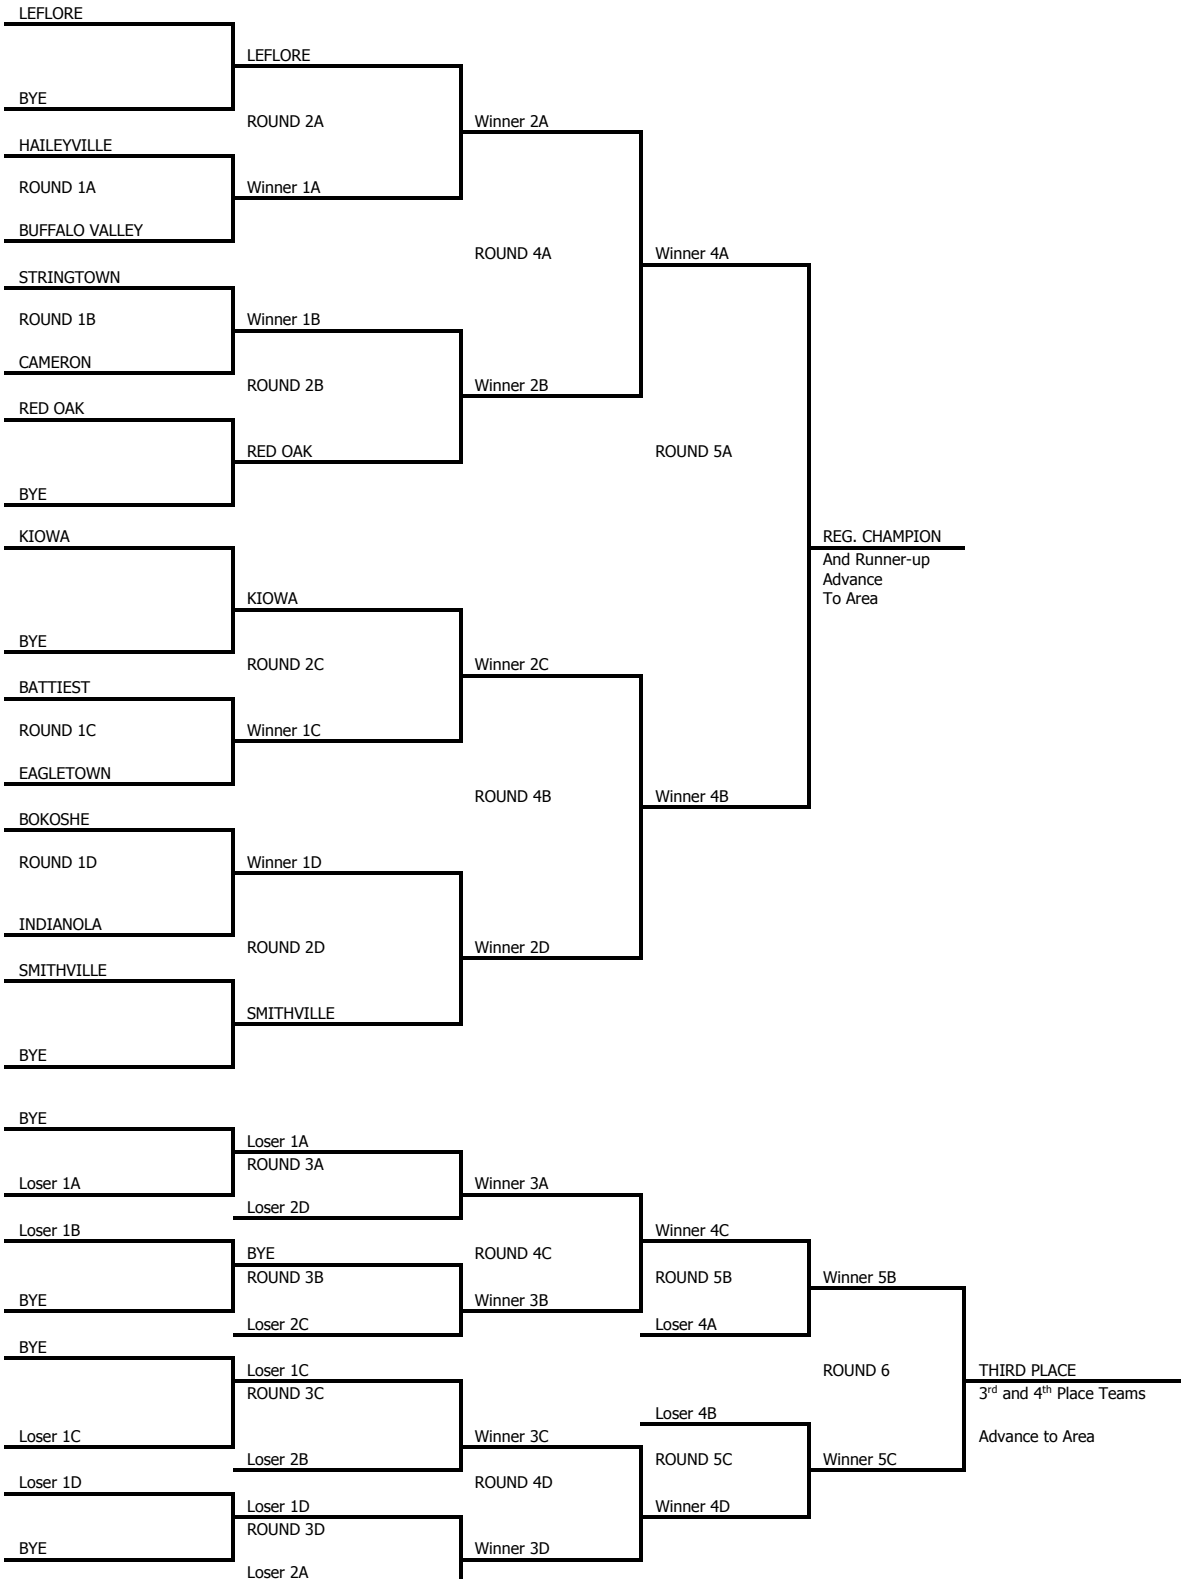 LEFLORE
LEFLORE
BYE
ROUND 2A
Winner 2A
HAILEYVILLE
ROUND 1A
Winner 1A
BUFFALO VALLEY
ROUND 4A
Winner 4A
STRINGTOWN
ROUND 1B
Winner 1B
CAMERON
ROUND 2B
Winner 2B
RED OAK
RED OAK
ROUND 5A
BYE
KIOWA
REG. CHAMPION
And Runner-up
Advance
To Area
KIOWA
BYE
ROUND 2C
Winner 2C
BATTIEST
ROUND 1C
Winner 1C
EAGLETOWN
ROUND 4B
Winner 4B
BOKOSHE
ROUND 1D
Winner 1D
INDIANOLA
ROUND 2D
Winner 2D
SMITHVILLE
SMITHVILLE
BYE
BYE
Loser 1A
ROUND 3A
Loser 1A
Winner 3A
Loser 2D
Loser 1B
Winner 4C
BYE
ROUND 4C
ROUND 3B
ROUND 5B
Winner 5B
BYE
Winner 3B
Loser 2C
Loser 4A
BYE
Loser 1C
ROUND 6
THIRD PLACE
ROUND 3C
3rd and 4th Place Teams
Loser 4B
Loser 1C
Winner 3C
Advance to Area
Loser 2B
ROUND 5C
Winner 5C
Loser 1D
ROUND 4D
Loser 1D
Winner 4D
ROUND 3D
BYE
Winner 3D
Loser 2A